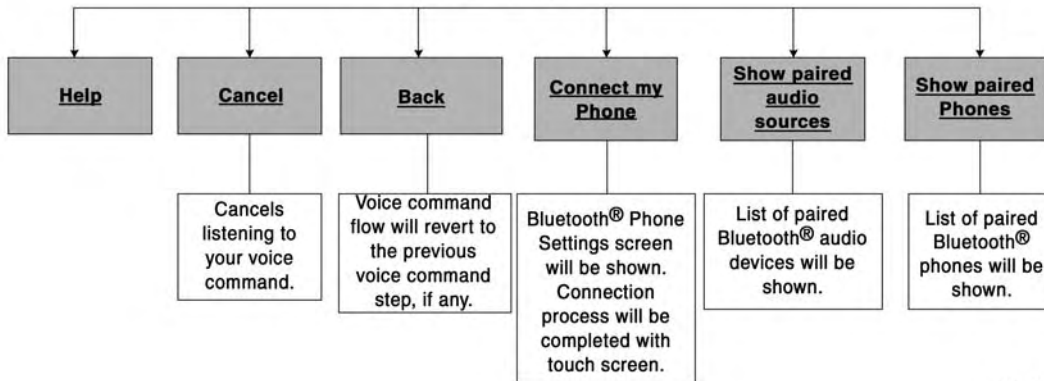 Help
Cancel
Back
Connect my
Phone
Show paired
audio
sources
Show paired
Phones
Cancels
listening to
your voice
command.
Voice command
flow will revert to
the previous
voice command
step, if any.
Bluetooth® Phone
Settings screen
will be shown.
Connection
process will be
completed with
touch screen.
List of paired
Bluetooth® audio
devices will be
shown.
List of paired
Bluetooth®
phones will be
shown.